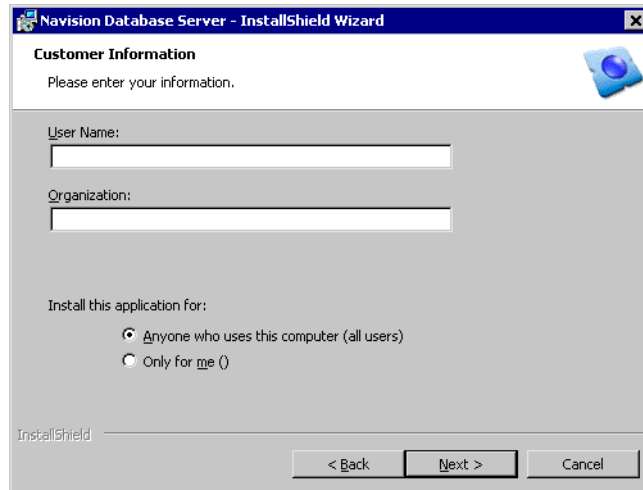 Navision Database Server - InstallShield Wizard
Customer Information
Please enter your information.
User Name:
Organization:
Install this application for:
Anyone who uses this computer (all users)
Only for me ()
InstallShield
< Back Next > Cancel